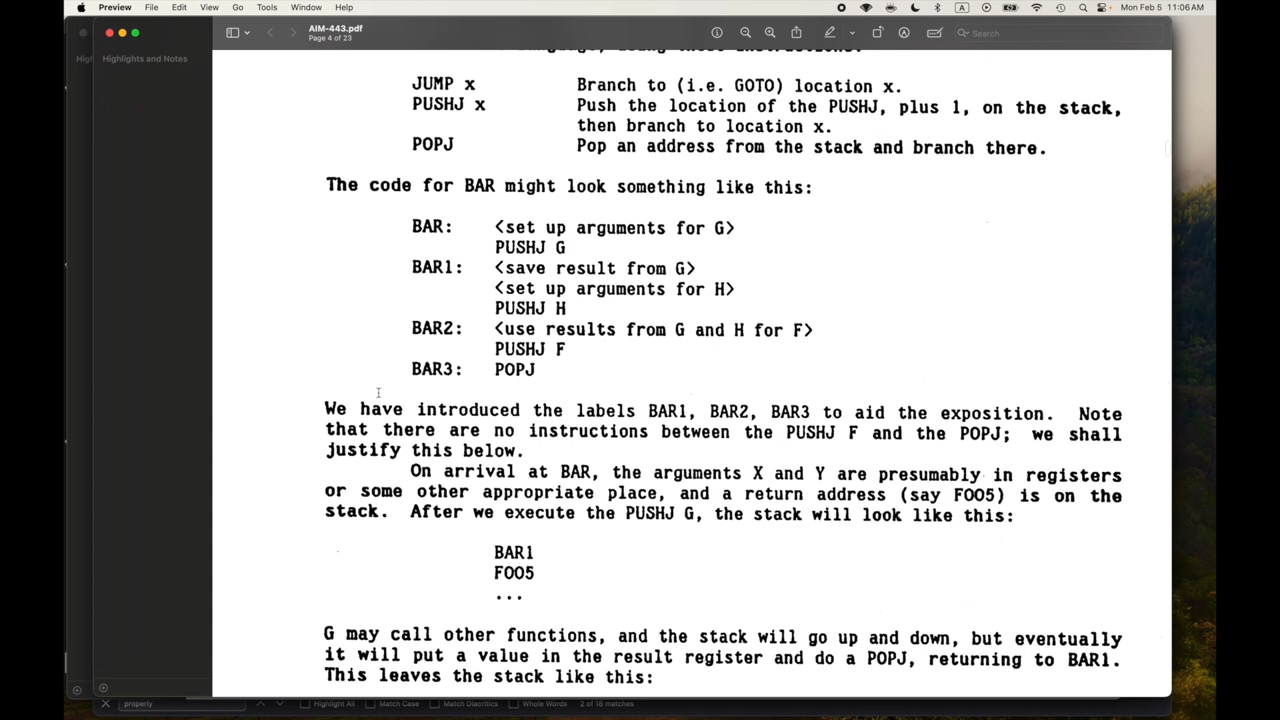 Preview File Edit View Go Tools Window Help Mon Feb 5 11:06 AM
AIM-443.pdf
Page 4 of 23
Search
Highlights and Notes
JUMP x Branch to (i.e. GOTO) location x.
PUSHJ x Push the location of the PUSHJ, plus 1, on the stack,
then branch to location x.
POPJ Pop an address from the stack and branch there.
The code for BAR might look something like this:
BAR: <set up arguments for G>
PUSHJ G
BAR1: <save result from G>
<set up arguments for H>
PUSHJ H
BAR2: <use results from G and H for F>
PUSHJ F
BAR3: POPJ
We have introduced the labels BAR1, BAR2, BAR3 to aid the exposition. Note
that there are no instructions between the PUSHJ F and the POPJ; we shall
justify this below.
On arrival at BAR, the arguments X and Y are presumably in registers
or some other appropriate place, and a return address (say FOO5) is on the
stack. After we execute the PUSHJ G, the stack will look like this:
BAR1
FOO5
...
G may call other functions, and the stack will go up and down, but eventually
it will put a value in the result register and do a POPJ, returning to BAR1.
This leaves the stack like this:
properly Highlight All Match Case Match Diacritics Whole Words 2 of 18 matches